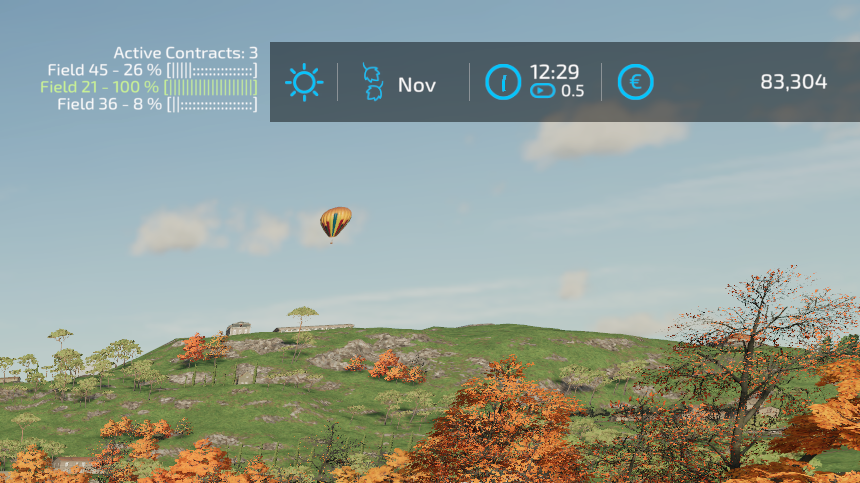 Active Contracts: 3
Field 45 - 26 % [|||||:::::::::::::::]
Field 21 - 100 % [||||||||||||||||||||]
Field 36 - 8 % [||::::::::::::::::::]
Nov
12:29
0.5
€
83,304